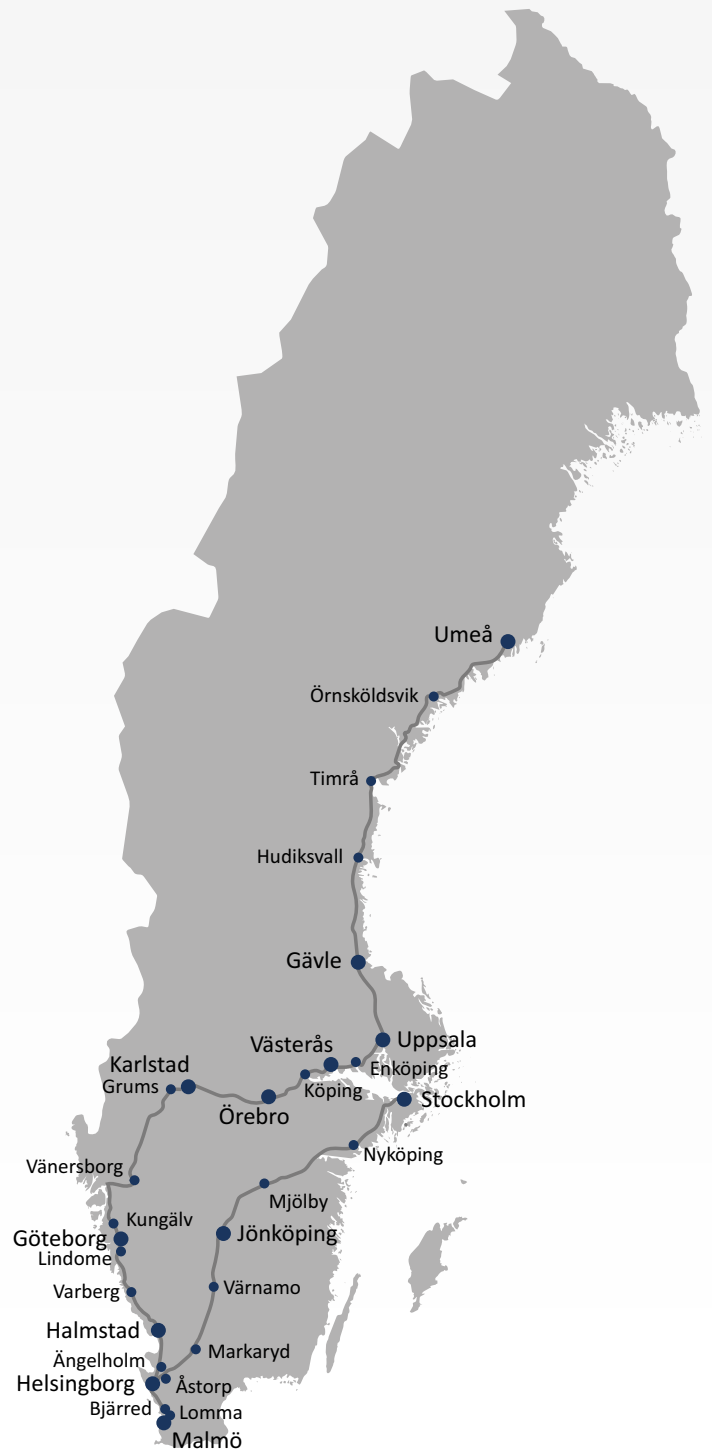 Umeå
Örnsköldsvik
Timrå
Hudiksvall
Gävle
Uppsala
Västerås
Enköping
Karlstad
Grums
Köping
Stockholm
Örebro
Nyköping
Vänersborg
Mjölby
Kungälv
Göteborg
Jönköping
Lindome
Värnamo
Varberg
Halmstad
Markaryd
Ängelholm
Helsingborg
Åstorp
Bjärred
Lomma
Malmö